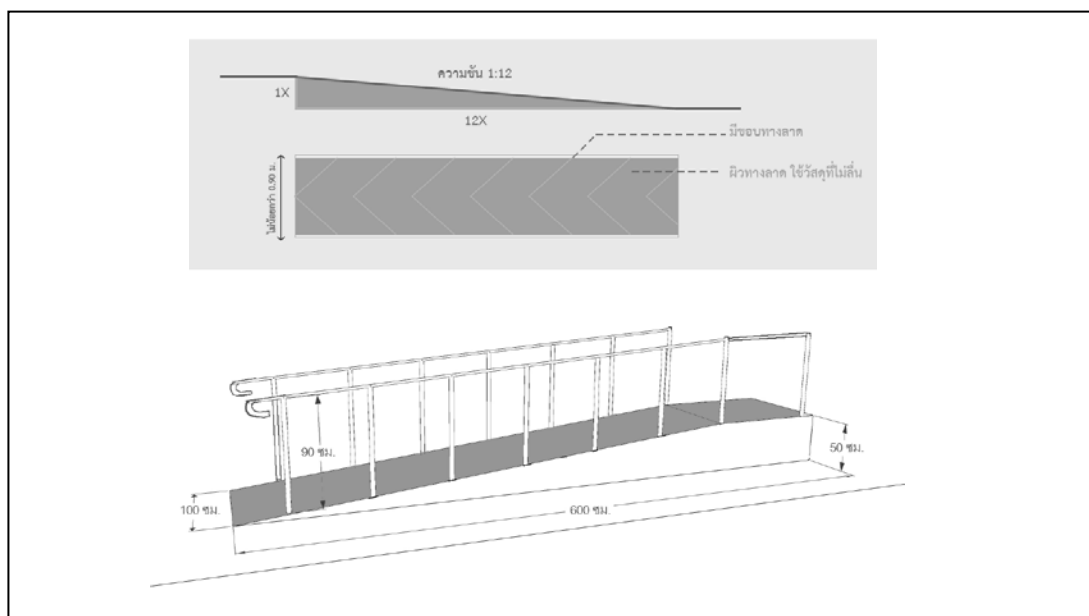 ความชัน 1:12
1X
12X
มีขอบทางลาด
ผิวทางลาด ใช้วัสดุที่ไม่ลื่น
ไม่น้อยกว่า 0.90 ม.
90 ซม.
50 ซม.
100 ซม.
600 ซม.